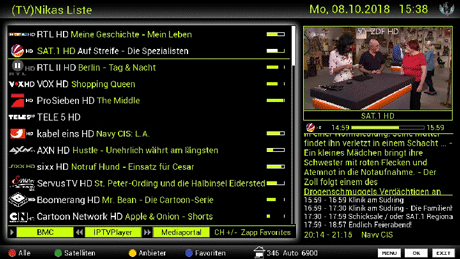 (TV)Nikas Liste
Mo, 08.10.2018 15:38
RTL HD Meine Geschichte - Mein Leben
SAT.1 HD Auf Streife - Die Spezialisten
RTL II HD Berlin - Tag & Nacht
VOX HD Shopping Queen
ProSieben HD The Middle
TELE 5 HD
kabel eins HD Navy CIS: L.A.
AXN HD Hustle - Unehrlich währt am längsten
sixx HD Notruf Hund - Einsatz für Cesar
ServusTV HD St. Peter-Ording und die Halbinsel Eiderstedt
Boomerang HD Mr. Bean - Die Cartoon-Serie
Cartoon Network HD Apple & Onion - Shorts
BMC
IPTVPlayer
Mediaportal
CH +/- Zapp Favoriten
ZDF HD
SAT.1 HD
14:59
15:59
findet ihn verletzt in einem Schacht ... -
Ein kleines Mädchen bringt ihre
Schwester mit roten Flecken und
Atemnot in die Notaufnahme. - Der
Zoll folgt einem des
Drogenschmuggels Verdächtigen an
15:59 - 16:59 Klinik am Südring
16:59 - 17:30 Klinik am Südring - Die Familienh
17:30 - 17:59 Schicksale / oder SAT.1 Regiona
17:59 - 18:55 Endlich Feierabend!
20:14 - 21:15 Navy CIS
Alle
Satelliten
Anbieter
Favoriten
346 Auto 6900
MENU
OK
EXIT